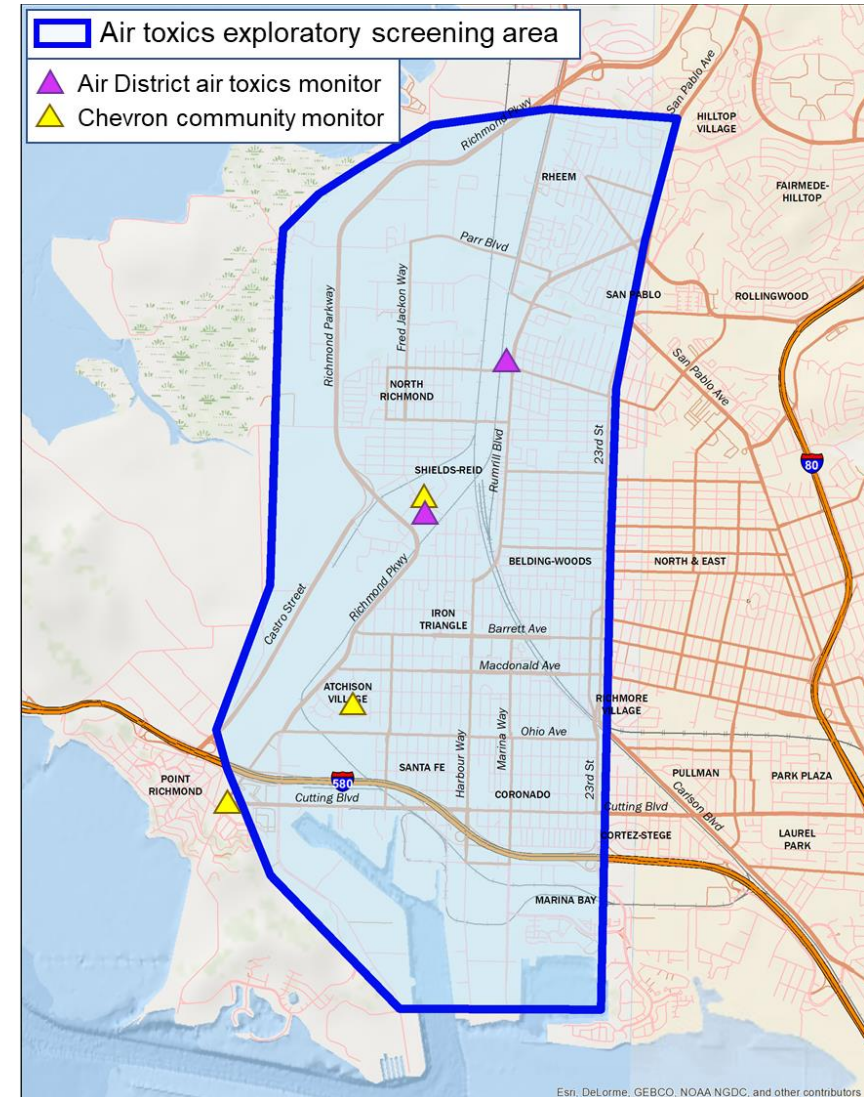 Air toxics exploratory screening area
Air District air toxics monitor
Chevron community monitor
San Pablo Ave
HILLTOP
VILLAGE
Richmond Pkwy
RHEEM
FAIRMEDE-
HILLTOP
Parr Blvd
Fred Jackon Way
Richmond Parkway
SAN PABLO
ROLLINGWOOD
San Pablo Ave
NORTH
RICHMOND
Rumrill Blvd
23rd St
80
SHIELDS-REID
BELDING-WOODS
NORTH & EAST
Castro Street
Richmond Pkwy
IRON
TRIANGLE
Barrett Ave
Macdonald Ave
ATCHISON
VILLAGE
RICHMORE
VILLAGE
Harbour Way
Marina Way
Ohio Ave
23rd St
SANTA FE
POINT
RICHMOND
580
Cutting Blvd
CORONADO
PULLMAN
PARK PLAZA
Carlson Blvd
Cutting Blvd
CORTEZ-STEGE
LAUREL
PARK
MARINA BAY
Esri, DeLorme, GEBCO, NOAA NGDC, and other contributors